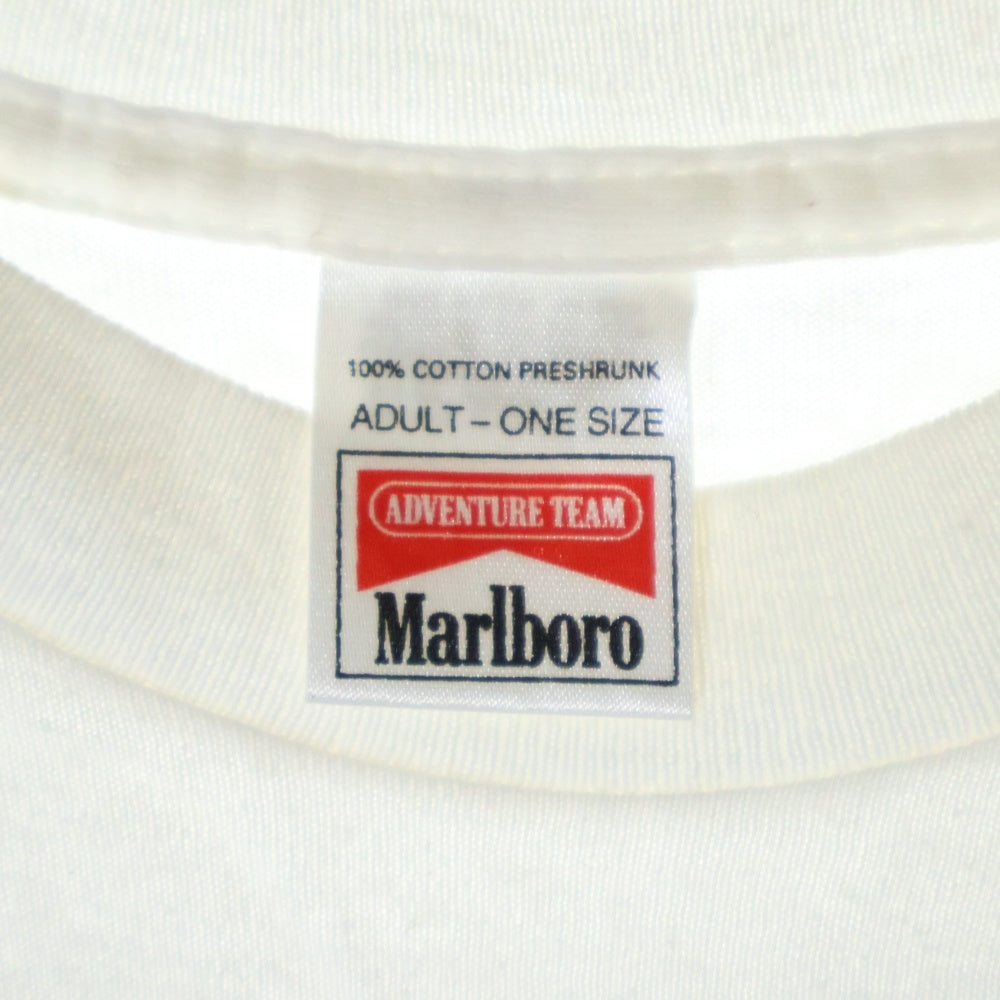 100% COTTON PRESHRUNK
ADULT – ONE SIZE
ADVENTURE TEAM
Marlboro